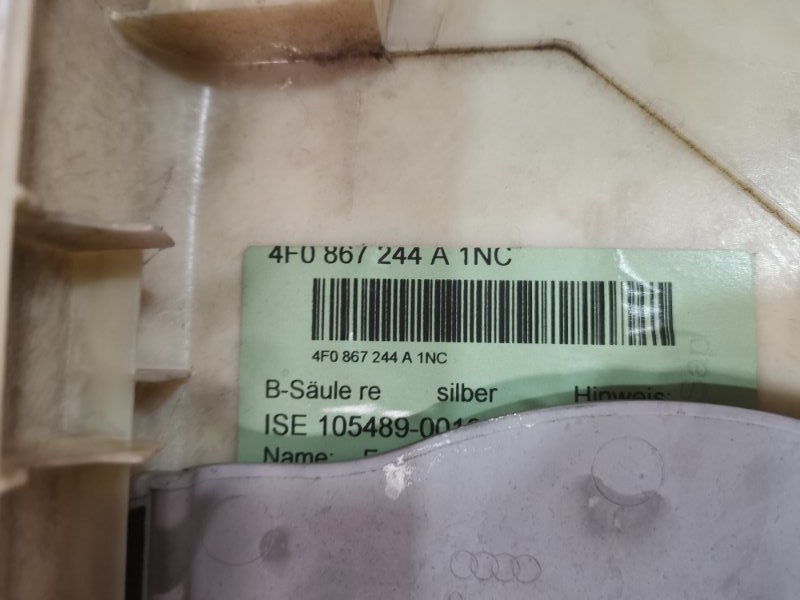 4F0 867 244 A 1NC
4F0 867 244 A 1NC
B-Säule re silber Hinweis:
ISE 105489-001
Name: